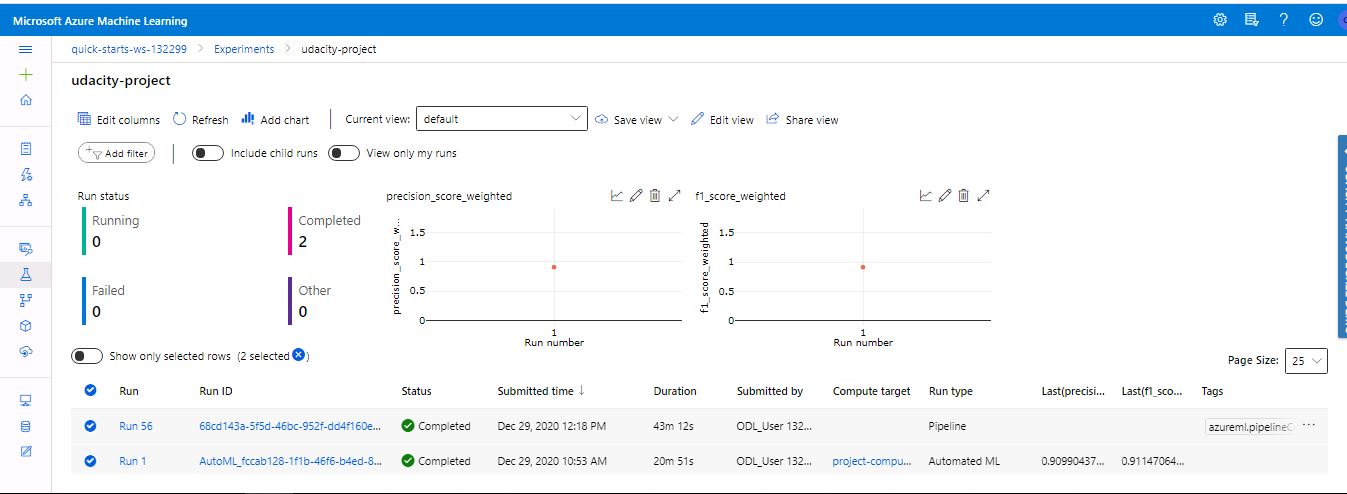 Microsoft Azure Machine Learning
quick-starts-ws-132299 > Experiments > udacity-project
udacity-project
Edit columns Refresh Add chart Current view: default Save view Edit view Share view
Add filter Include child runs View only my runs
Run status
Running
0
Completed
2
Failed
0
Other
0
precision_score_weighted
precision_score_w...
1.5
1
0.5
0
1
Run number
f1_score_weighted
f1_score_weighted
1.5
1
0.5
0
1
Run number
Show only selected rows (2 selected)
Page Size: 25
Run Run ID Status Submitted time ↓ Duration Submitted by Compute target Run type Last(precisi... Last(f1_sco... Tags
Run 56 68cd143a-5f5d-46bc-952f-dd4f160e... Completed Dec 29, 2020 12:18 PM 43m 12s ODL_User 132... Pipeline azureml.pipelineC ...
Run 1 AutoML_fccab128-1f1b-46f6-b4ed-8... Completed Dec 29, 2020 10:53 AM 20m 51s ODL_User 132... project-compu... Automated ML 0.90990437... 0.91147064...